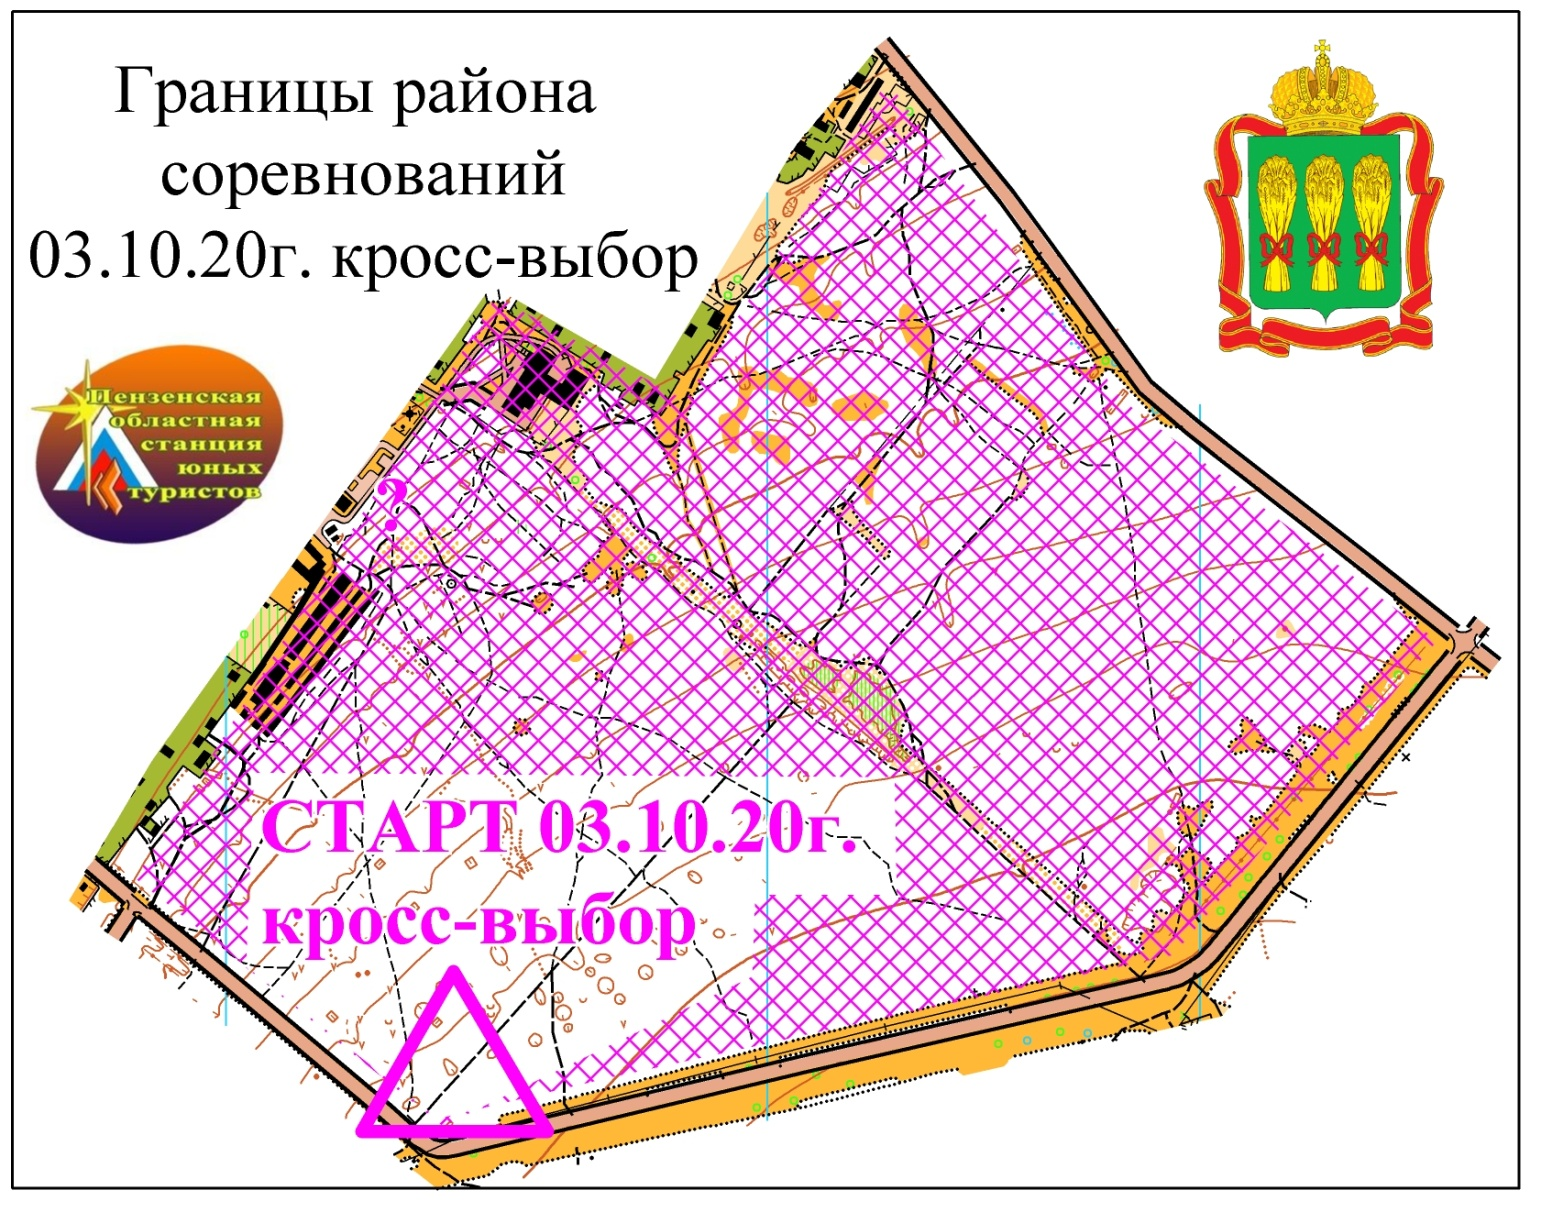 Границы района
соревнований
03.10.20г. кросс-выбор
Пензенская
областная
станция
юных
туристов
?
СТАРТ 03.10.20г.
кросс-выбор